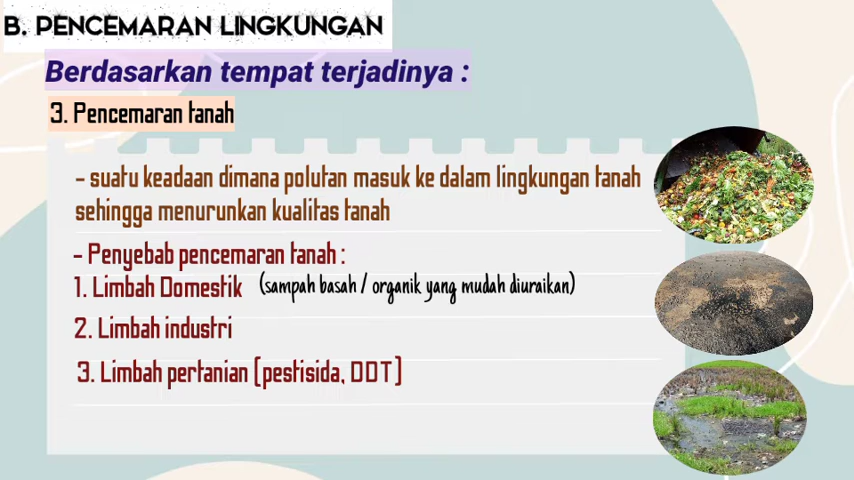 B. PENCEMARAN LINGKUNGAN
Berdasarkan tempat terjadinya :
3. Pencemaran tanah
- suatu keadaan dimana polutan masuk ke dalam lingkungan tanah
sehingga menurunkan kualitas tanah
- Penyebab pencemaran tanah :
1. Limbah Domestik (sampah basah / organik yang mudah diuraikan)
2. Limbah industri
3. Limbah pertanian (pestisida, DDT)